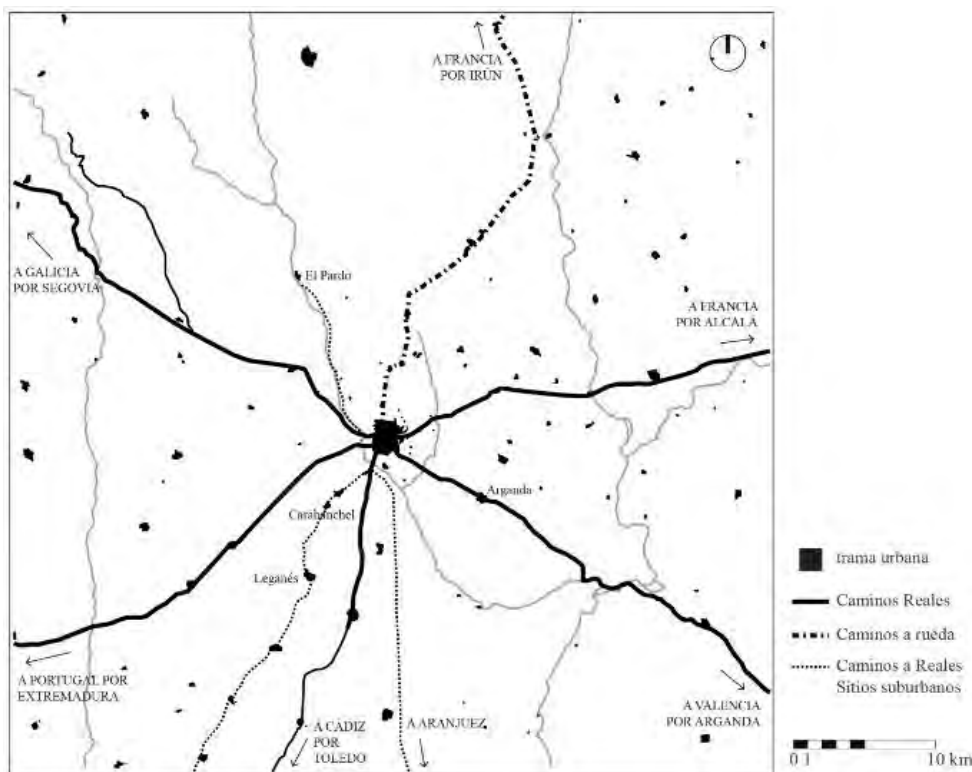 A FRANCIA
POR IRÚN
El Pardo
A GALICIA
POR SEGOVIA
A FRANCIA
POR ALCALÁ
Arganda
Carabanchel
Leganés
A PORTUGAL POR
EXTREMADURA
A CÁDIZ
POR
TOLEDO
A ARANJUEZ
A VALENCIA
POR ARGANDA
trama urbana
Caminos Reales
Caminos a ruéda
Caminos a Reales
Sitios suburbanos
0 1 10 km